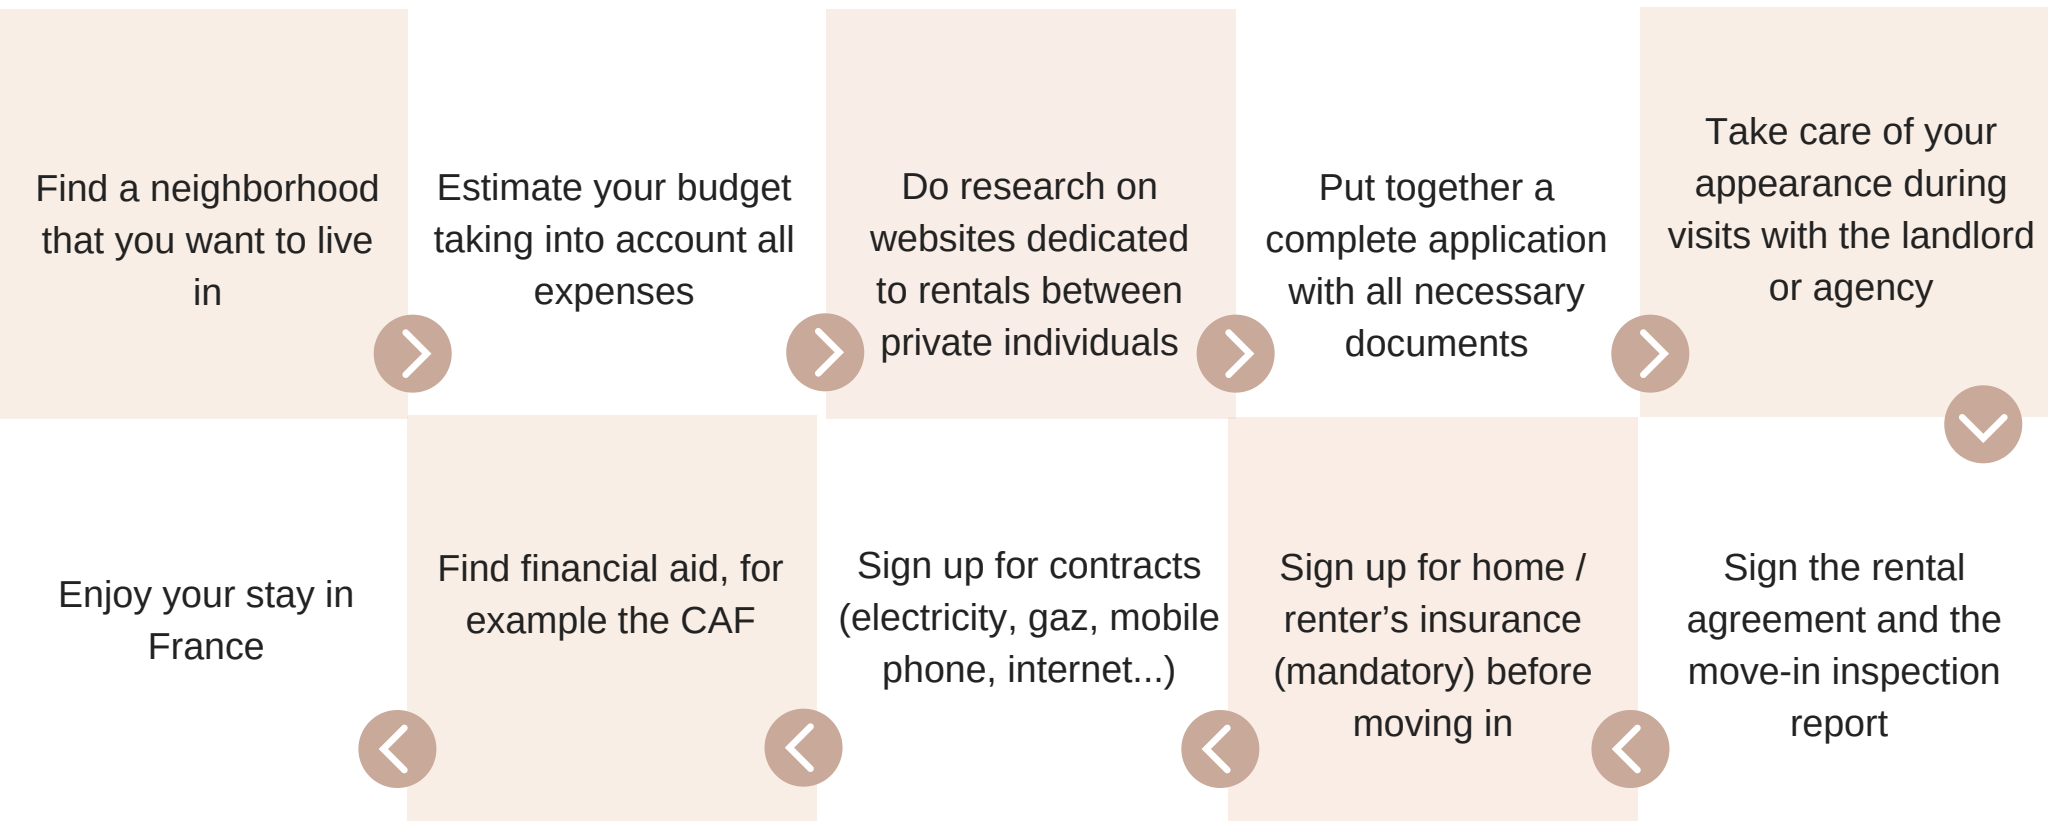 Find a neighborhood
that you want to live
in
Estimate your budget
taking into account all
expenses
Do research on
websites dedicated
to rentals between
private individuals
Put together a
complete application
with all necessary
documents
Take care of your
appearance during
visits with the landlord
or agency
Sign the rental
agreement and the
move-in inspection
report
Sign up for home /
renter’s insurance
(mandatory) before
moving in
Sign up for contracts
(electricity, gaz, mobile
phone, internet...)
Find financial aid, for
example the CAF
Enjoy your stay in
France